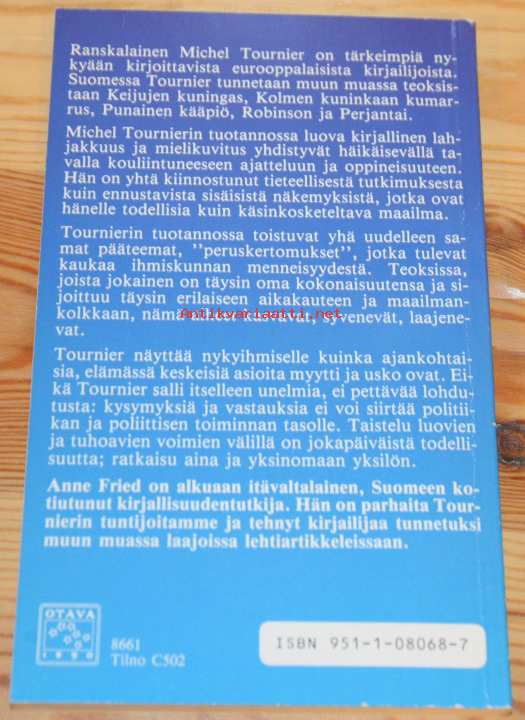 Ranskalainen Michel Tournier on tärkeimpiä ny-
kyään kirjoittavista eurooppalaisista kirjailijoista.
Suomessa Tournier tunnetaan muun muassa teoksis-
taan Keijujen kuningas, Kolmen kuninkaan kumar-
rus, Punainen kääpiö, Robinson ja Perjantai.
Michel Tournierin tuotannossa luova kirjallinen lah-
jakkuus ja mielikuvitus yhdistyvät häikäisevällä ta-
valla kouliintuneeseen ajatteluun ja oppineisuuteen.
Hän on yhtä kiinnostunut tieteellisestä tutkimuksesta
kuin ennustavista sisäisistä näkemyksistä, jotka ovat
hänelle todellisia kuin käsinkosketeltava maailma.
Tournierin tuotannossa toistuvat yhä uudelleen sa-
mat pääteemat, "peruskertomukset", jotka tulevat
kaukaa ihmiskunnan menneisyydestä. Teoksissa,
joista jokainen on täysin oma kokonaisuutensa ja si-
joittuu täysin erilaiseen aikakauteen ja maailman-
kolkkaan, nämä syvenevät, laajene-
vat.
Antikvariaatti.net
Tournier näyttää nykyihmiselle kuinka ajankohtai-
sia, elämässä keskeisiä asioita myytti ja usko ovat. Ei-
kä Tournier salli itselleen unelmia, ei pettävää lohdu-
tusta: kysymyksiä ja vastauksia ei voi siirtää politii-
kan ja poliittisen toiminnan tasolle. Taistelu luovien
ja tuhoavien voimien välillä on jokapäiväistä todelli-
suutta; ratkaisu aina ja yksinomaan yksilön.
Anne Fried on alkuaan itävaltalainen, Suomeen ko-
tiutunut kirjallisuudentutkija. Hän on parhaita Tour-
nierin tuntijoitamme ja tehnyt kirjailijaa tunnetuksi
muun muassa laajoissa lehtiartikkeleissaan.
OTAVA
1890
8661
Tilno C502
ISBN 951-1-08068-7